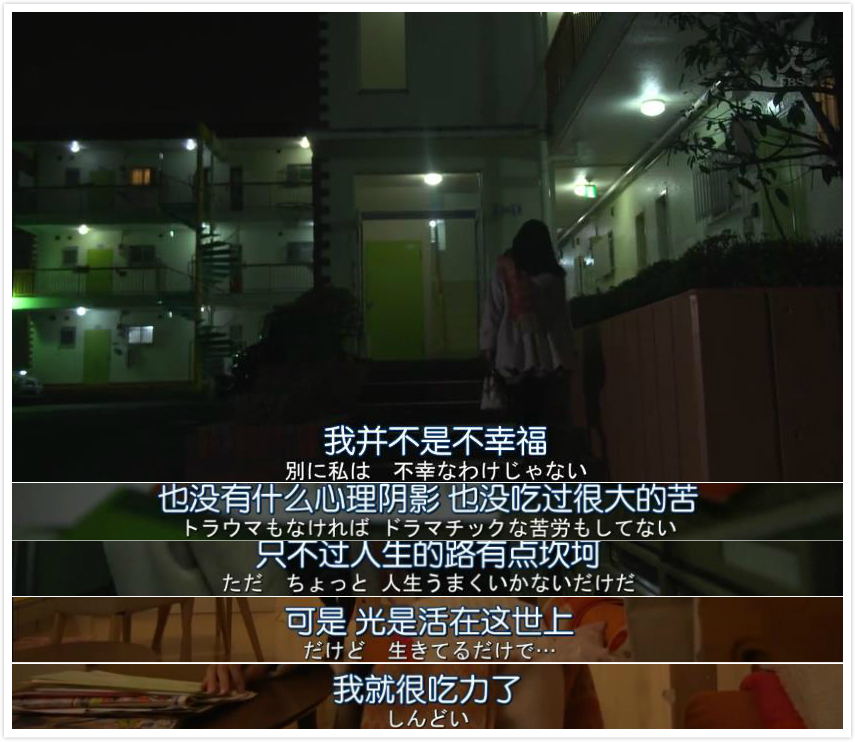 我并不是不幸福
別に私は　不幸なわけじゃない
也没有什么心理阴影 也没吃过很大的苦
トラウマもなければ ドラマチックな苦労もしてない
只不过人生的路有点坎坷
ただ　ちょっと 人生うまくいかないだけだ
可是 光是活在这世上
だけど　生きてるだけで…
我就很吃力了
しんどい